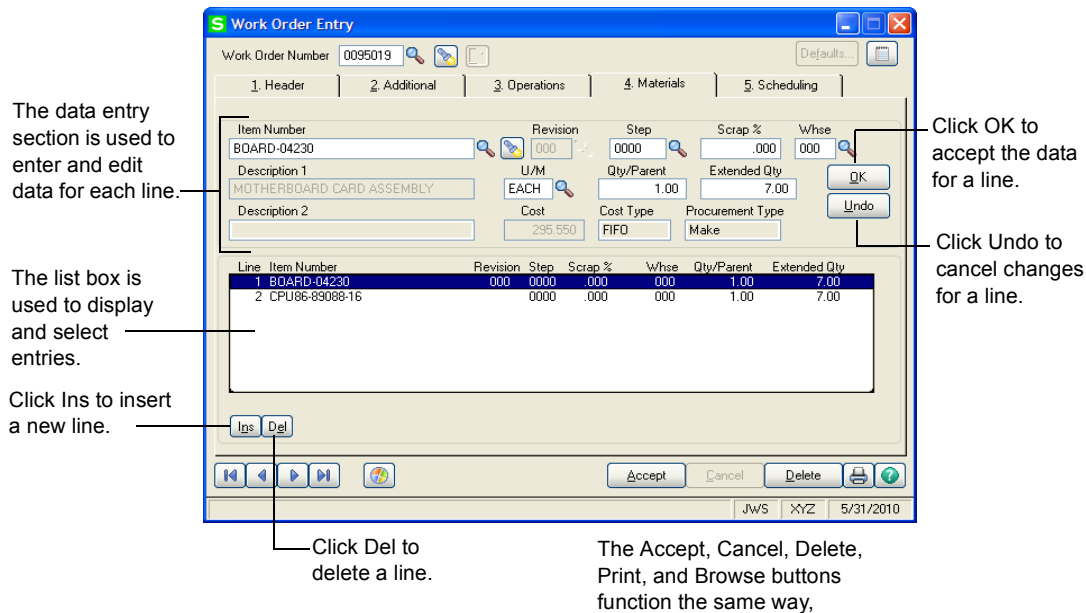 S Work Order Entry
Work Order Number 0095019 Defaults...
1. Header 2. Additional 3. Operations 4. Materials 5. Scheduling
Item Number Revision Step Scrap % Whse
BOARD-04230 000 0000 .000 000
Description 1 U/M Qty/Parent Extended Qty
MOTHERBOARD CARD ASSEMBLY EACH 1.00 7.00
OK
Description 2 Cost Cost Type Procurement Type
295.550 FIFO Make
Undo
Line Item Number Revision Step Scrap % Whse Qty/Parent Extended Qty
1 BOARD-04230 000 0000 .000 000 1.00 7.00
2 CPU86-89088-16 0000 .000 000 1.00 7.00
Ins Del
Accept Cancel Delete
JWS XYZ 5/31/2010
The data entry
section is used to
enter and edit
data for each line.
The list box is
used to display
and select
entries.
Click Ins to insert
a new line.
Click OK to
accept the data
for a line.
Click Undo to
cancel changes
for a line.
Click Del to
delete a line.
The Accept, Cancel, Delete,
Print, and Browse buttons
function the same way,